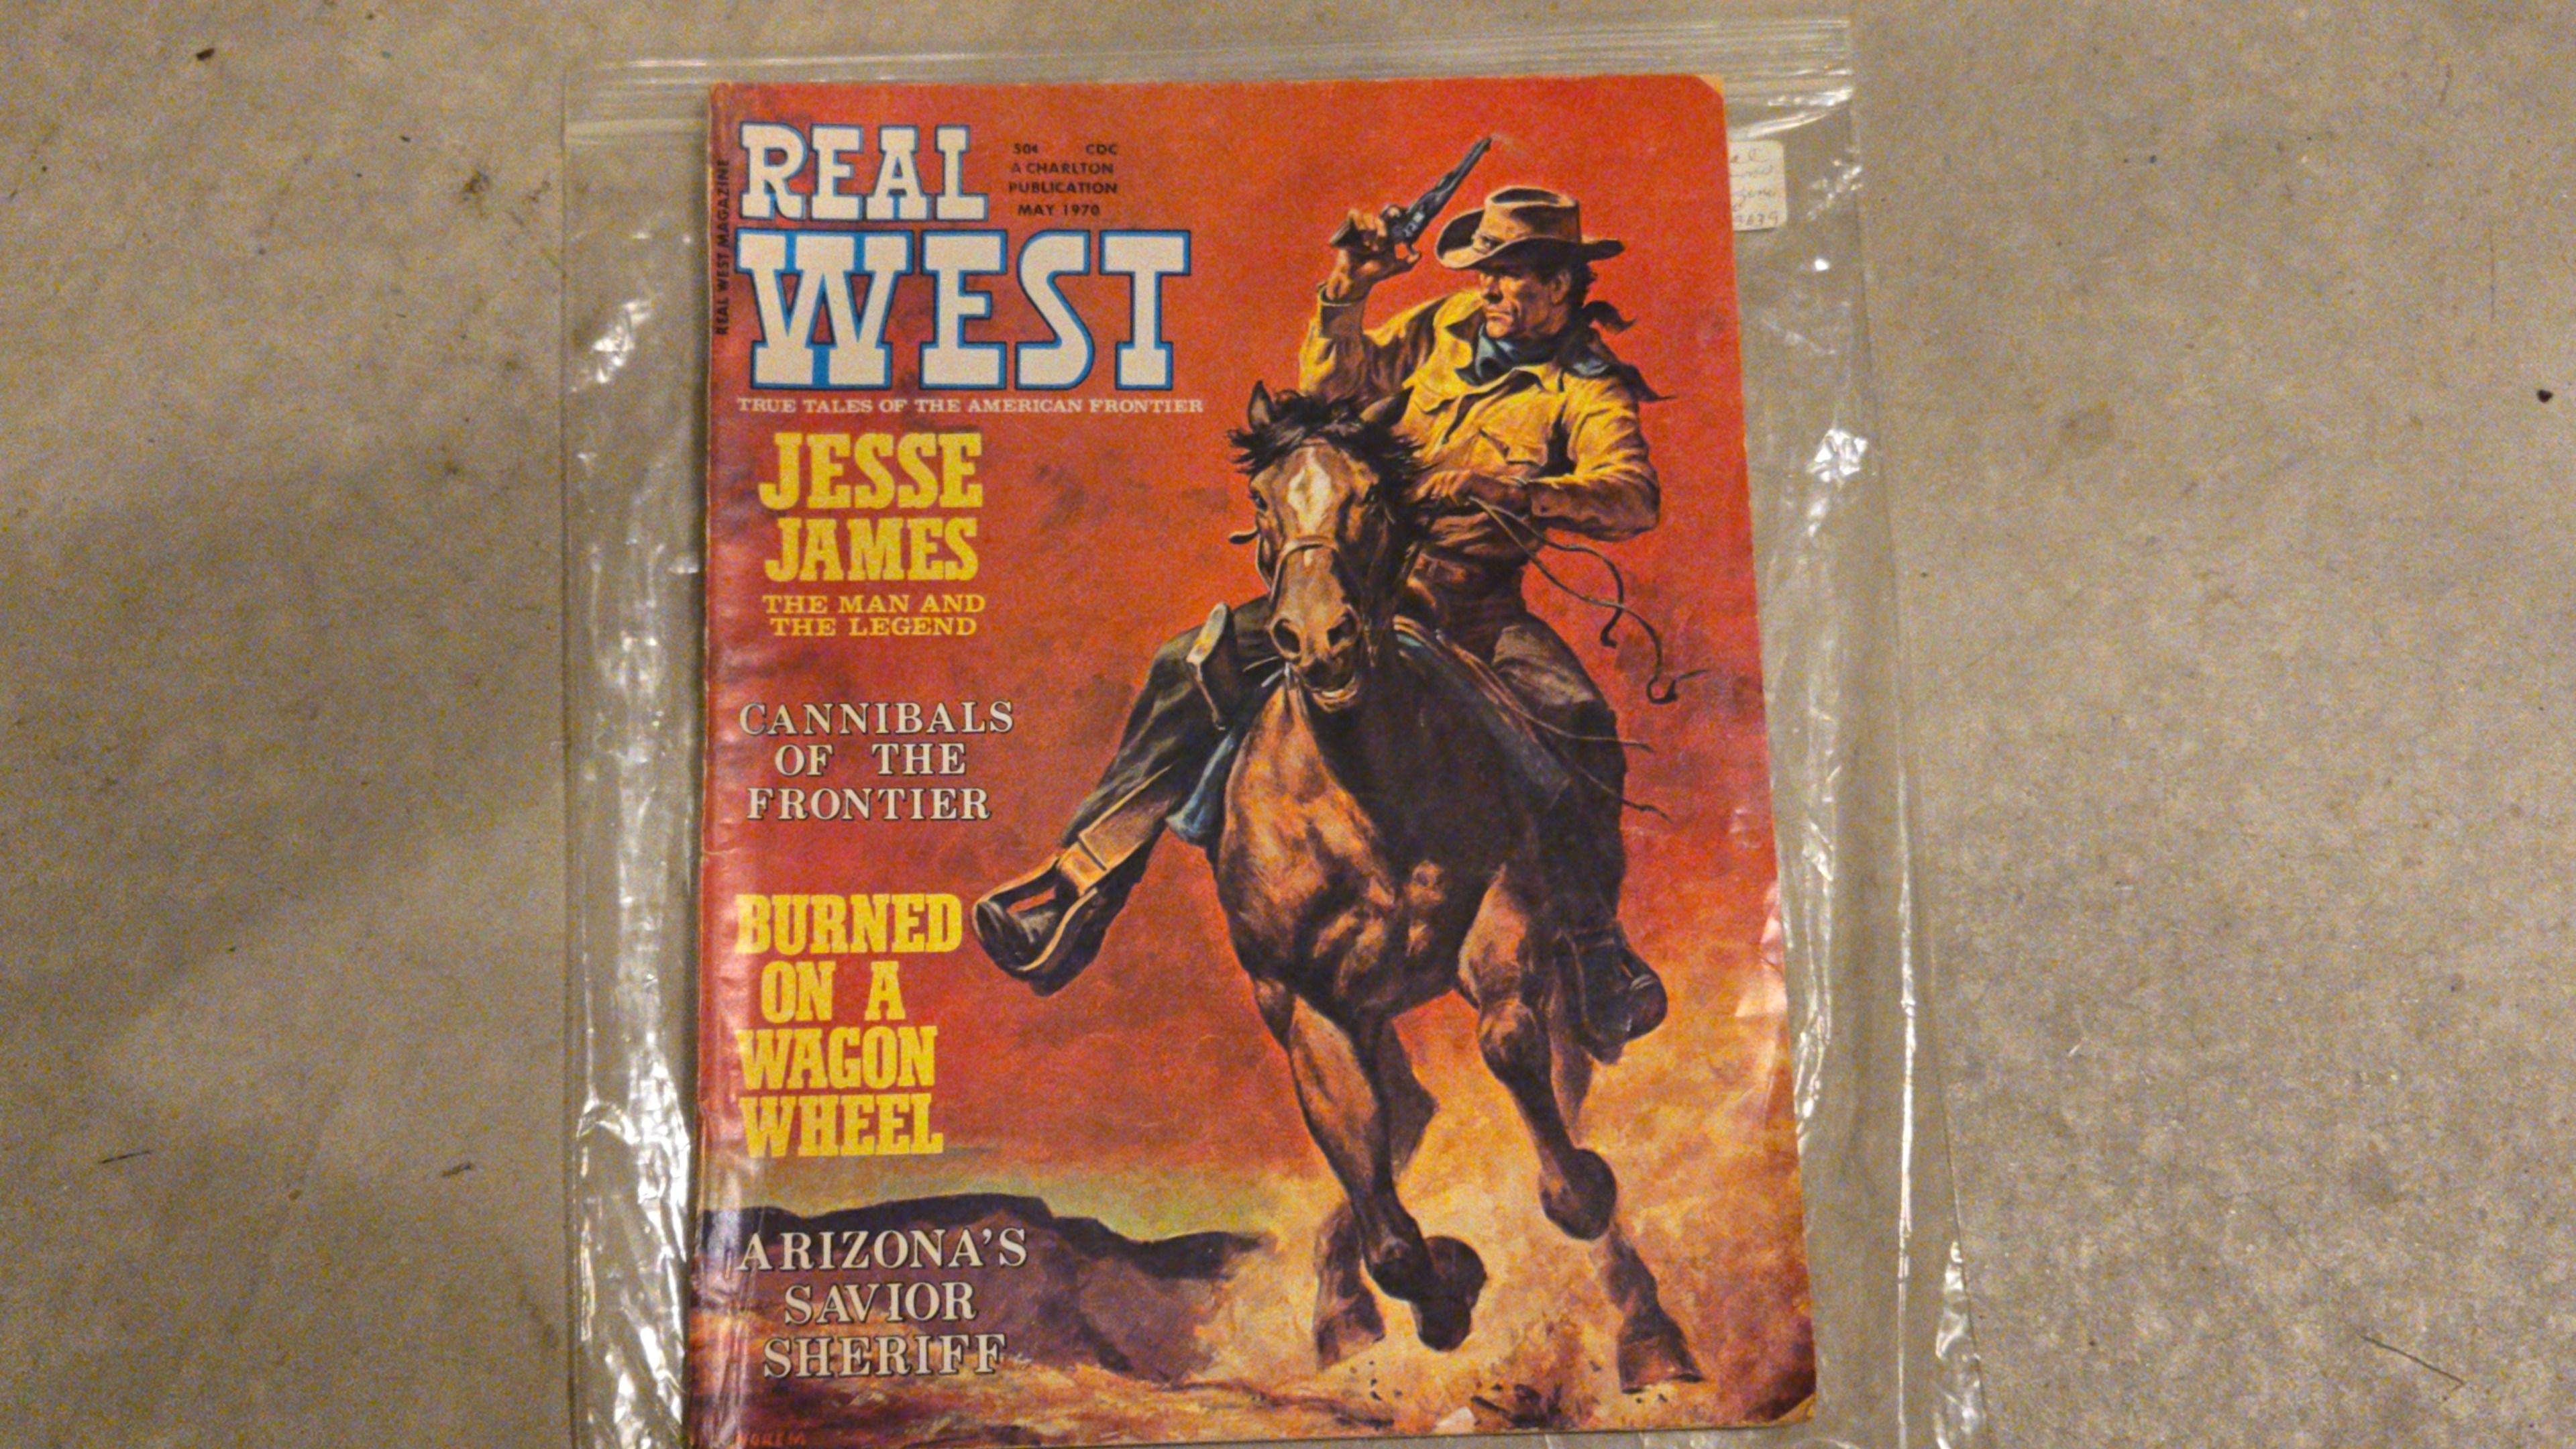 REAL WEST MAGAZINE
REAL
WEST
50¢ CDC
A CHARLTON
PUBLICATION
MAY 1970
TRUE TALES OF THE AMERICAN FRONTIER
JESSE
JAMES
THE MAN AND
THE LEGEND
CANNIBALS
OF THE
FRONTIER
BURNED
ON A
WAGON
WHEEL
ARIZONA'S
SAVIOR
SHERIFF
NOREM